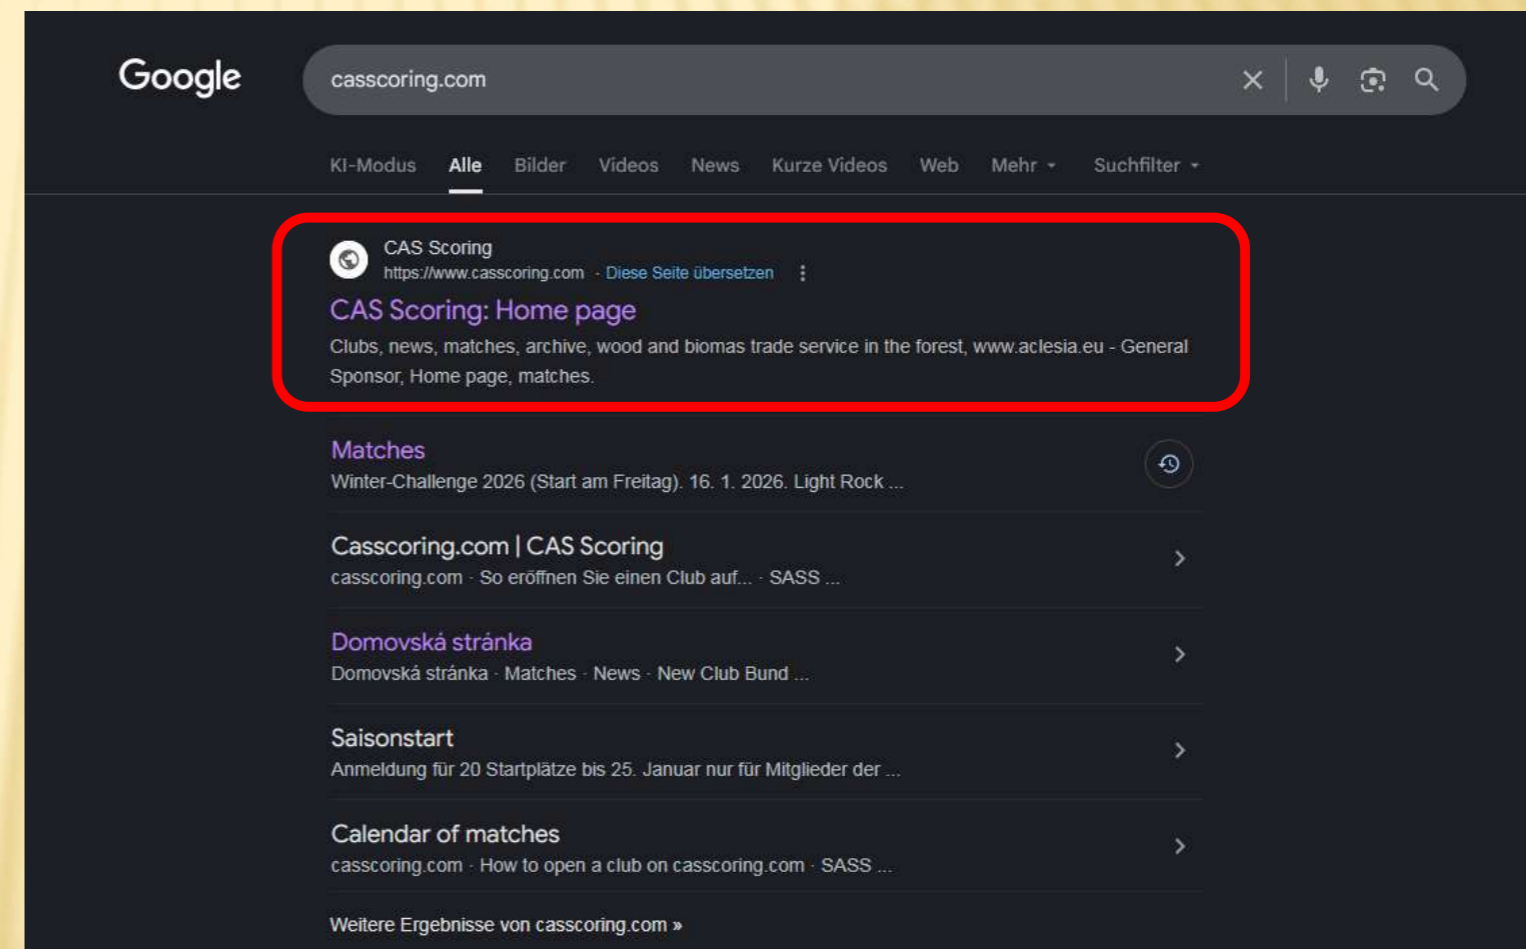 Google
casscoring.com
KI-Modus Alle Bilder Videos News Kurze Videos Web Mehr Suchfilter
CAS Scoring
https://www.casscoring.com · Diese Seite übersetzen
CAS Scoring: Home page
Clubs, news, matches, archive, wood and biomas trade service in the forest, www.aclesia.eu - General
Sponsor, Home page, matches.
Matches
Winter-Challenge 2026 (Start am Freitag). 16. 1. 2026. Light Rock ...
Casscoring.com | CAS Scoring
casscoring.com · So eröffnen Sie einen Club auf... · SASS ...
Domovská stránka
Domovská stránka · Matches · News · New Club Bund ...
Saisonstart
Anmeldung für 20 Startplätze bis 25. Januar nur für Mitglieder der ...
Calendar of matches
casscoring.com · How to open a club on casscoring.com · SASS ...
Weitere Ergebnisse von casscoring.com »